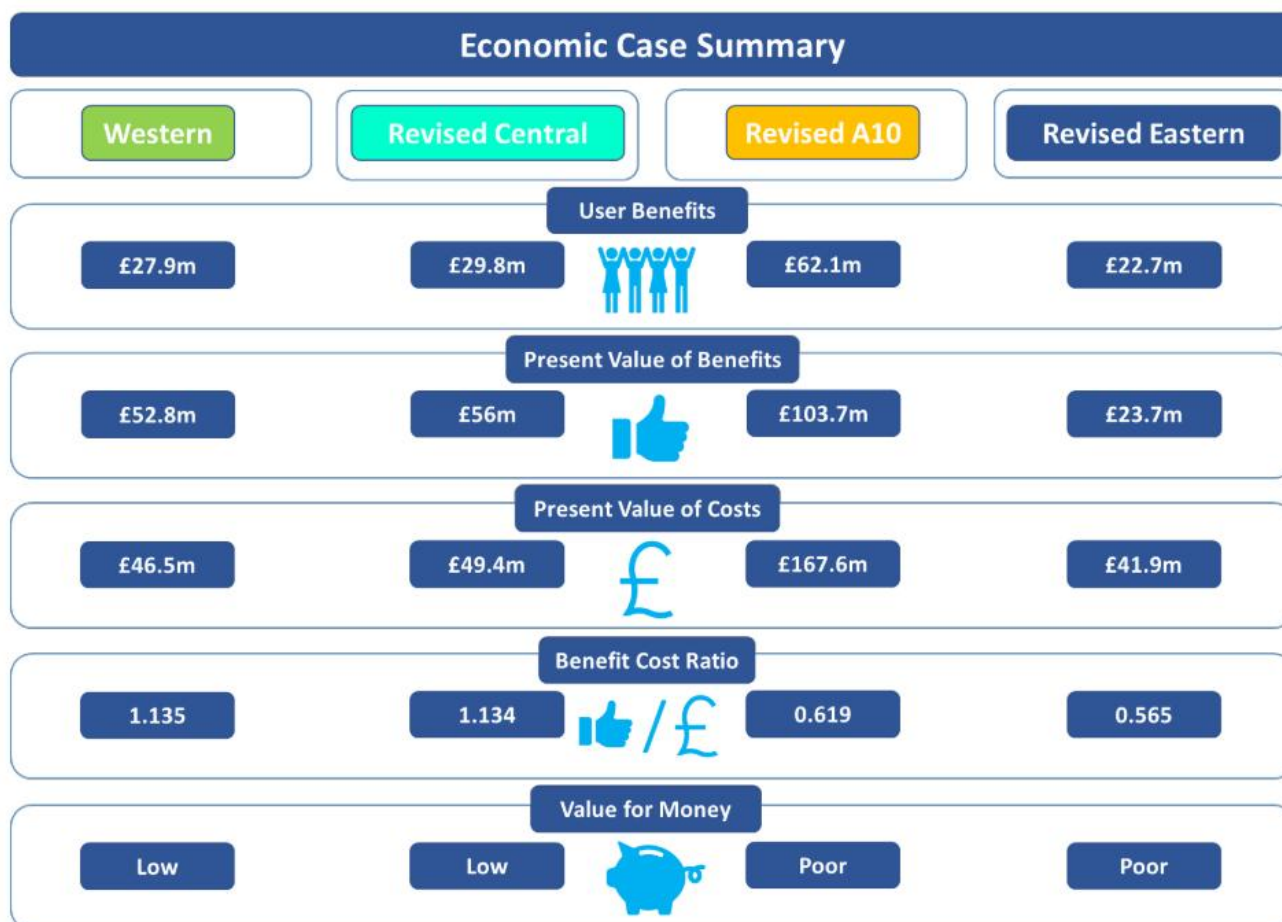 Economic Case Summary
Western Revised Central Revised A10 Revised Eastern
User Benefits
£27.9m £29.8m £62.1m £22.7m
Present Value of Benefits
£52.8m £56m £103.7m £23.7m
Present Value of Costs
£46.5m £49.4m £ £167.6m £41.9m
Benefit Cost Ratio
1.135 1.134 / £ 0.619 0.565
Value for Money
Low Low Poor Poor